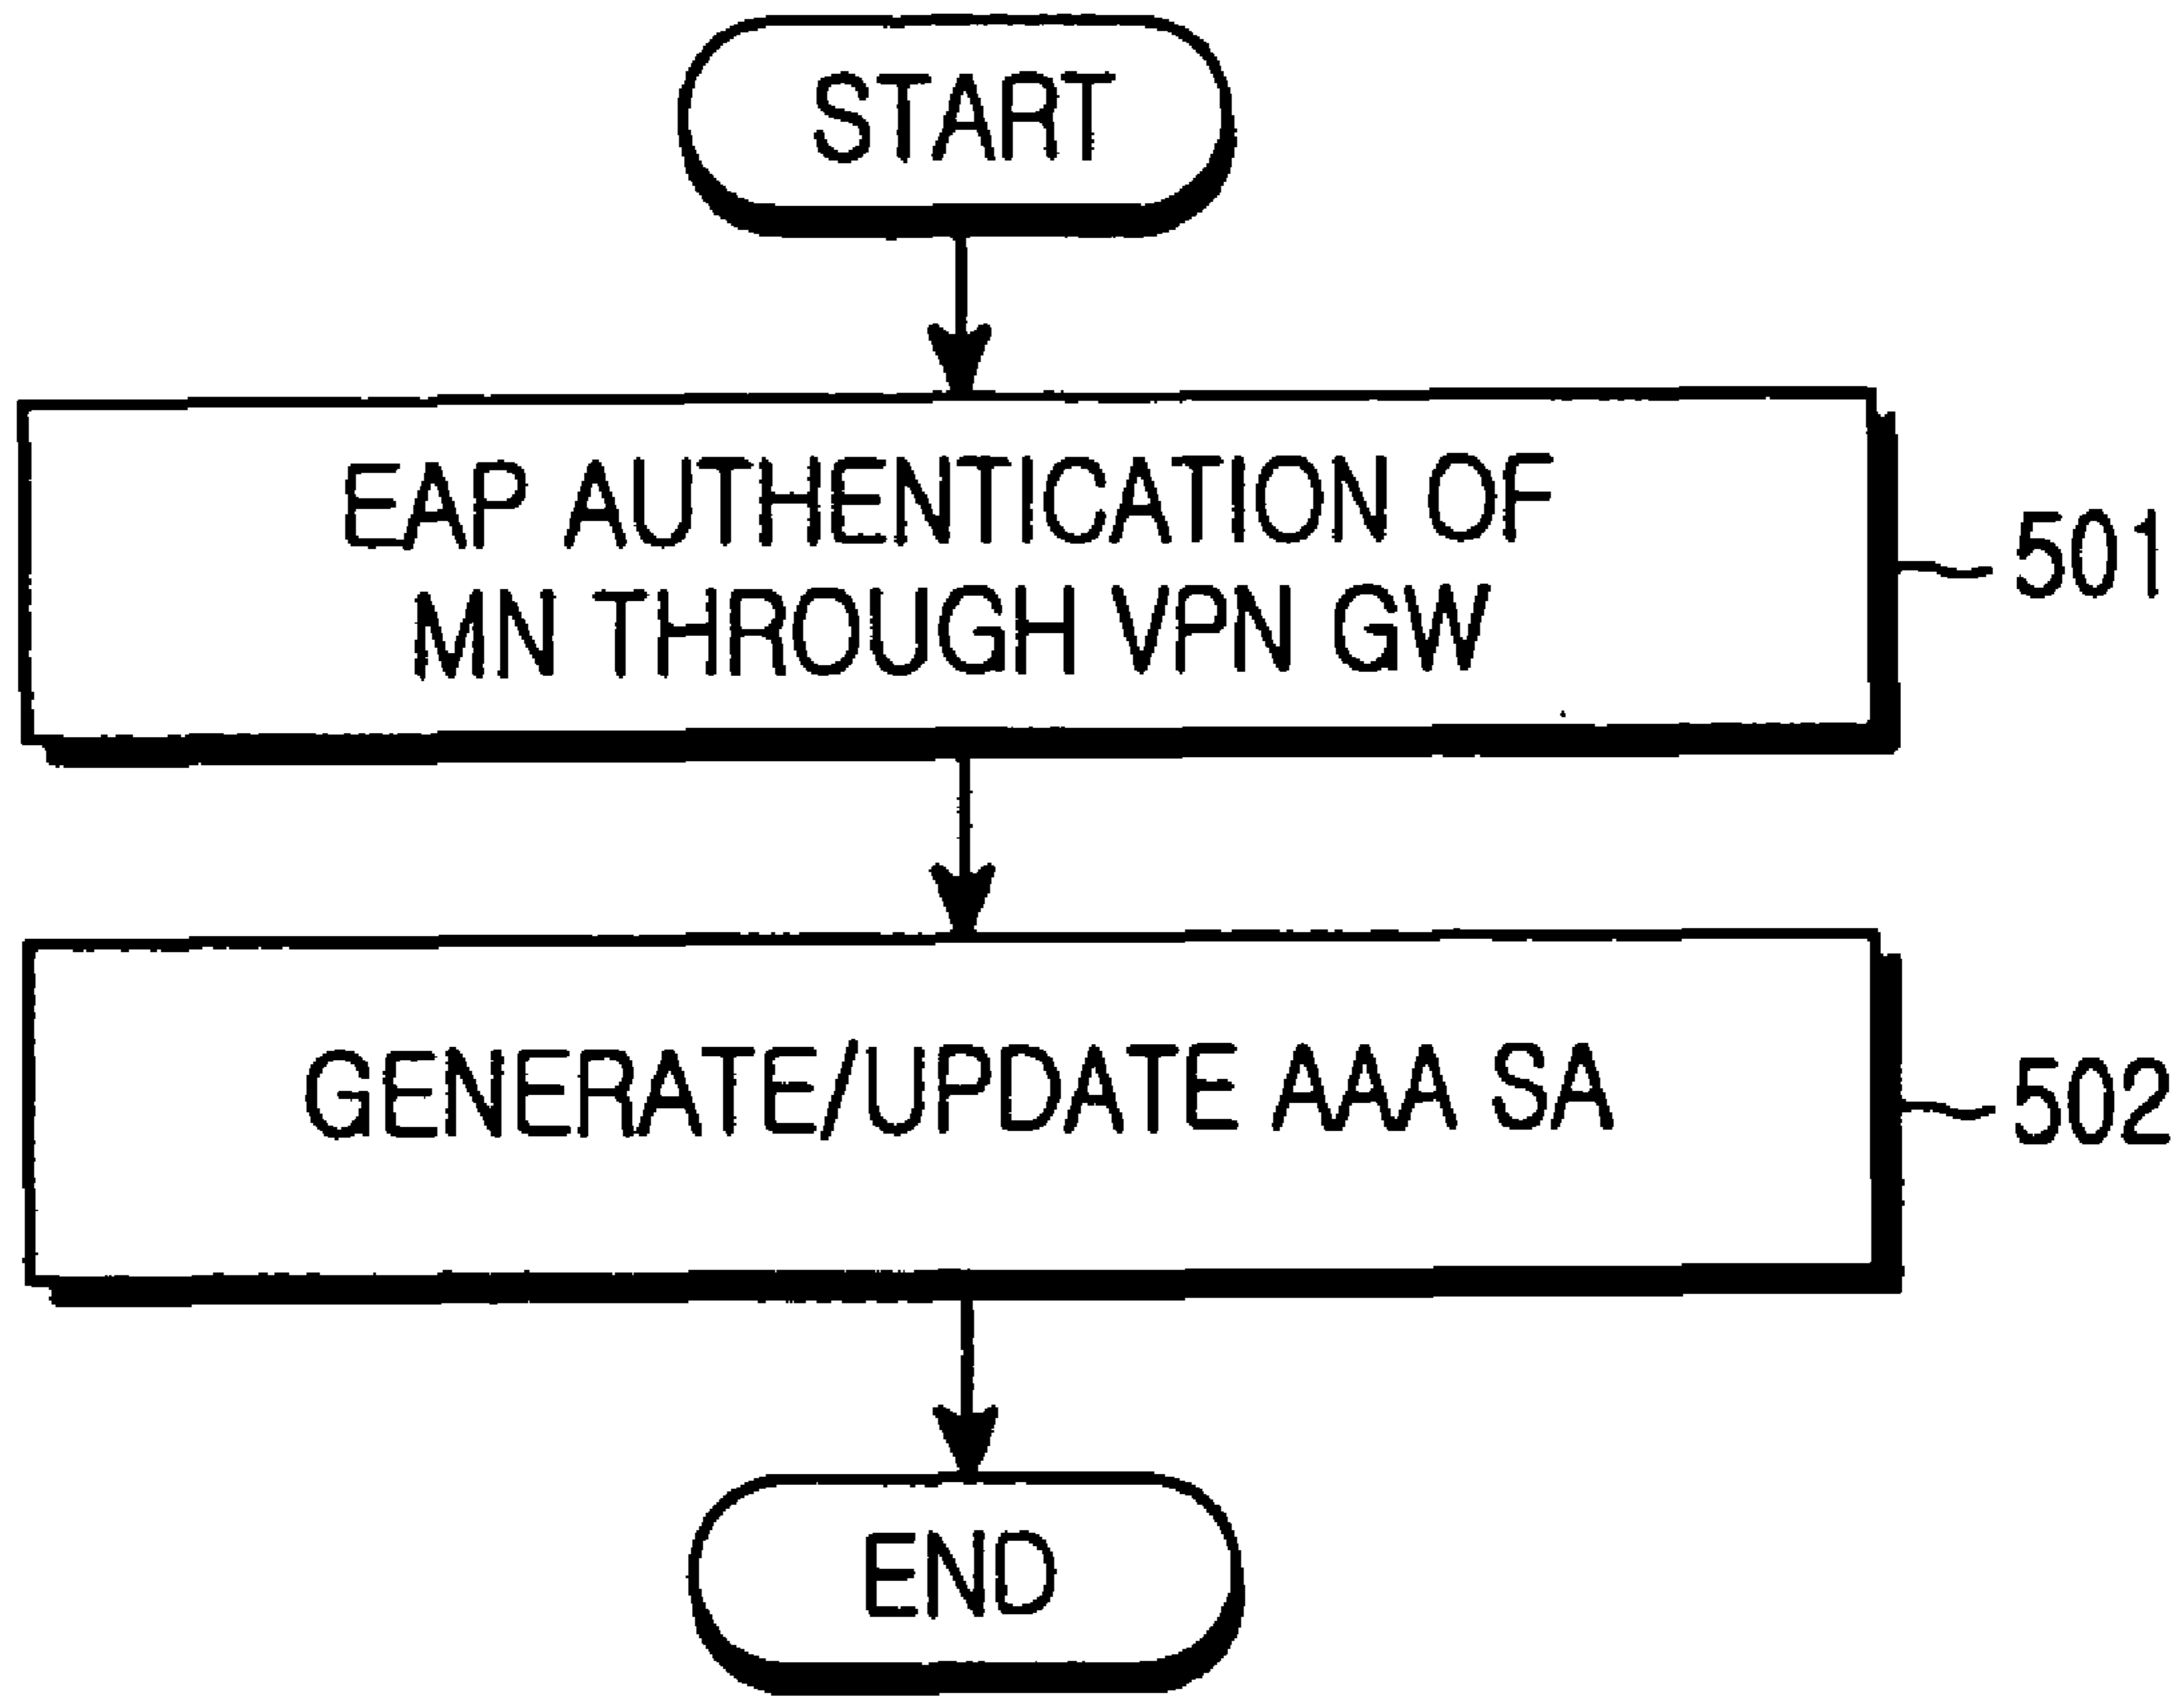 START
EAP AUTHENTICATION OF
MN THROUGH VPN GW
501
GENERATE/UPDATE AAA SA
502
END